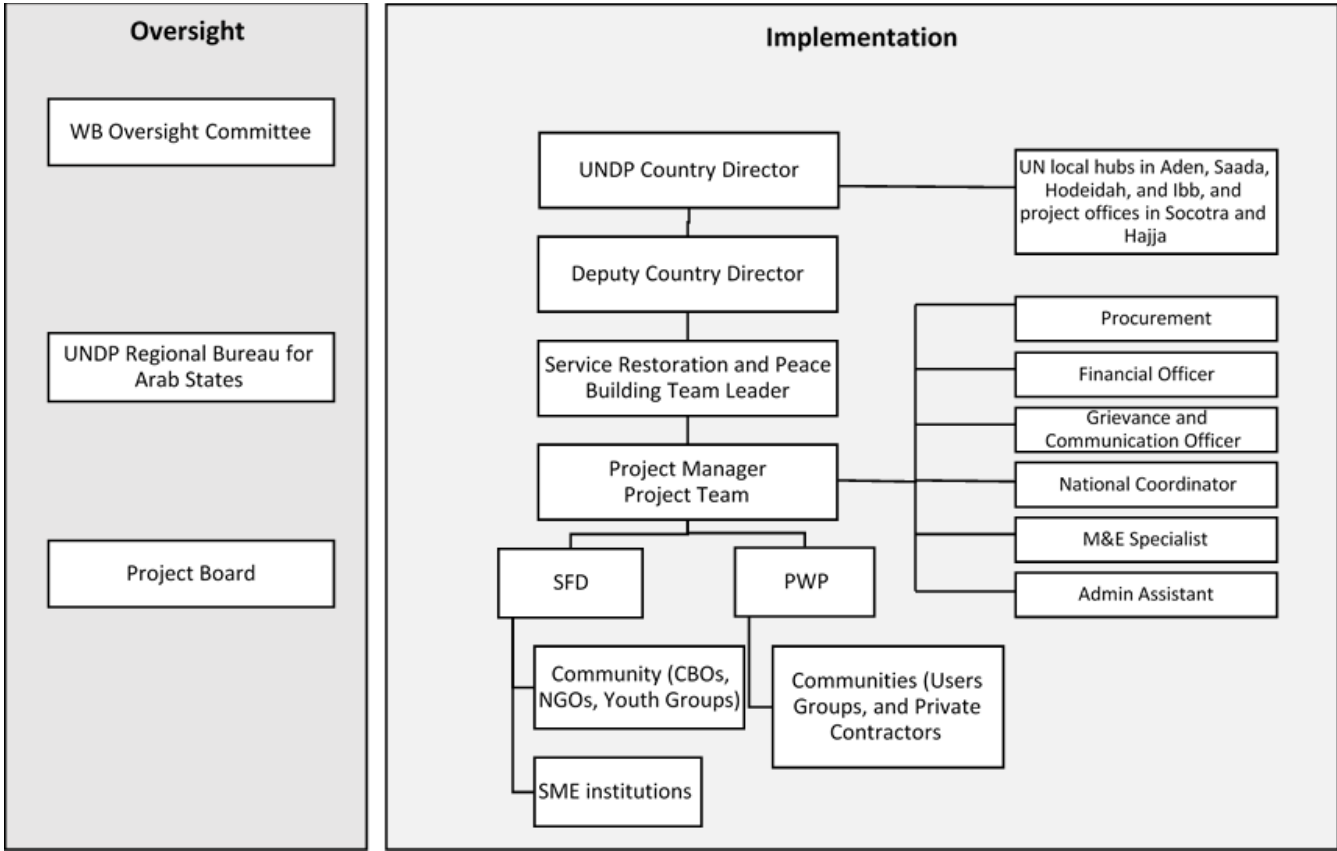 Oversight
WB Oversight Committee
UNDP Regional Bureau for
Arab States
Project Board
Implementation
UNDP Country Director
UN local hubs in Aden, Saada,
Hodeidah, and Ibb, and
project offices in Socotra and
Hajja
Deputy Country Director
Service Restoration and Peace
Building Team Leader
Project Manager
Project Team
Procurement
Financial Officer
Grievance and
Communication Officer
National Coordinator
M&E Specialist
Admin Assistant
SFD
PWP
Community (CBOs,
NGOs, Youth Groups)
SME institutions
Communities (Users
Groups, and Private
Contractors